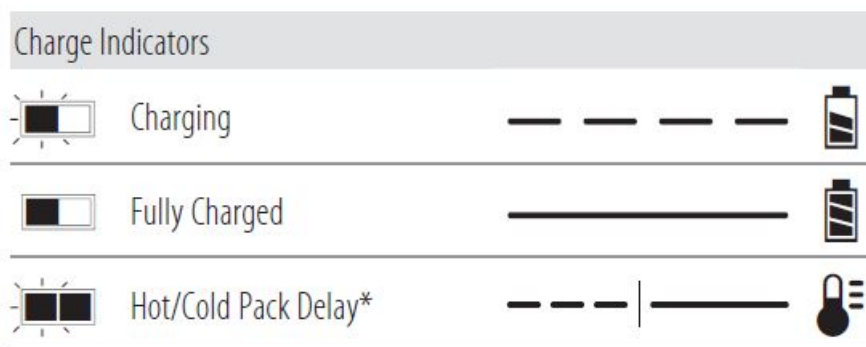 Charge Indicators
Charging
Fully Charged
Hot/Cold Pack Delay*